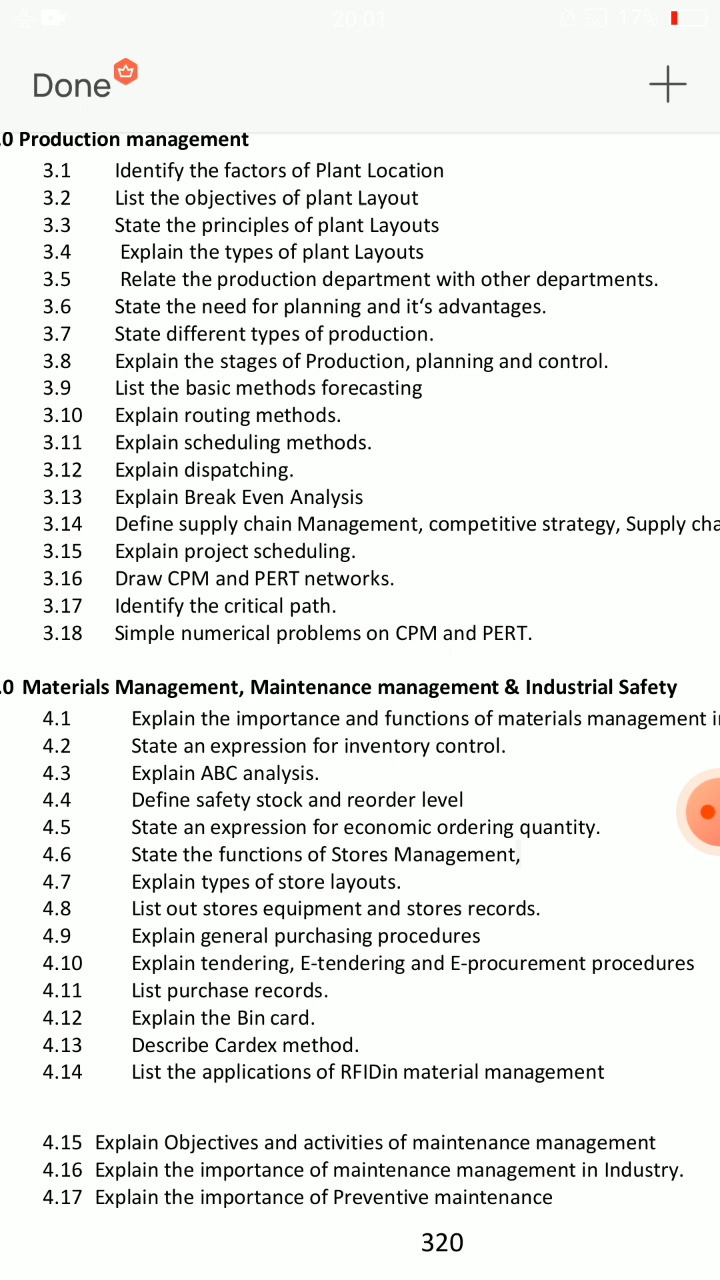 20:01
17%
Done
.0 Production management
3.1 Identify the factors of Plant Location
3.2 List the objectives of plant Layout
3.3 State the principles of plant Layouts
3.4 Explain the types of plant Layouts
3.5 Relate the production department with other departments.
3.6 State the need for planning and it‘s advantages.
3.7 State different types of production.
3.8 Explain the stages of Production, planning and control.
3.9 List the basic methods forecasting
3.10 Explain routing methods.
3.11 Explain scheduling methods.
3.12 Explain dispatching.
3.13 Explain Break Even Analysis
3.14 Define supply chain Management, competitive strategy, Supply cha
3.15 Explain project scheduling.
3.16 Draw CPM and PERT networks.
3.17 Identify the critical path.
3.18 Simple numerical problems on CPM and PERT.
.0 Materials Management, Maintenance management & Industrial Safety
4.1 Explain the importance and functions of materials management i
4.2 State an expression for inventory control.
4.3 Explain ABC analysis.
4.4 Define safety stock and reorder level
4.5 State an expression for economic ordering quantity.
4.6 State the functions of Stores Management,
4.7 Explain types of store layouts.
4.8 List out stores equipment and stores records.
4.9 Explain general purchasing procedures
4.10 Explain tendering, E-tendering and E-procurement procedures
4.11 List purchase records.
4.12 Explain the Bin card.
4.13 Describe Cardex method.
4.14 List the applications of RFIDin material management
4.15 Explain Objectives and activities of maintenance management
4.16 Explain the importance of maintenance management in Industry.
4.17 Explain the importance of Preventive maintenance
320